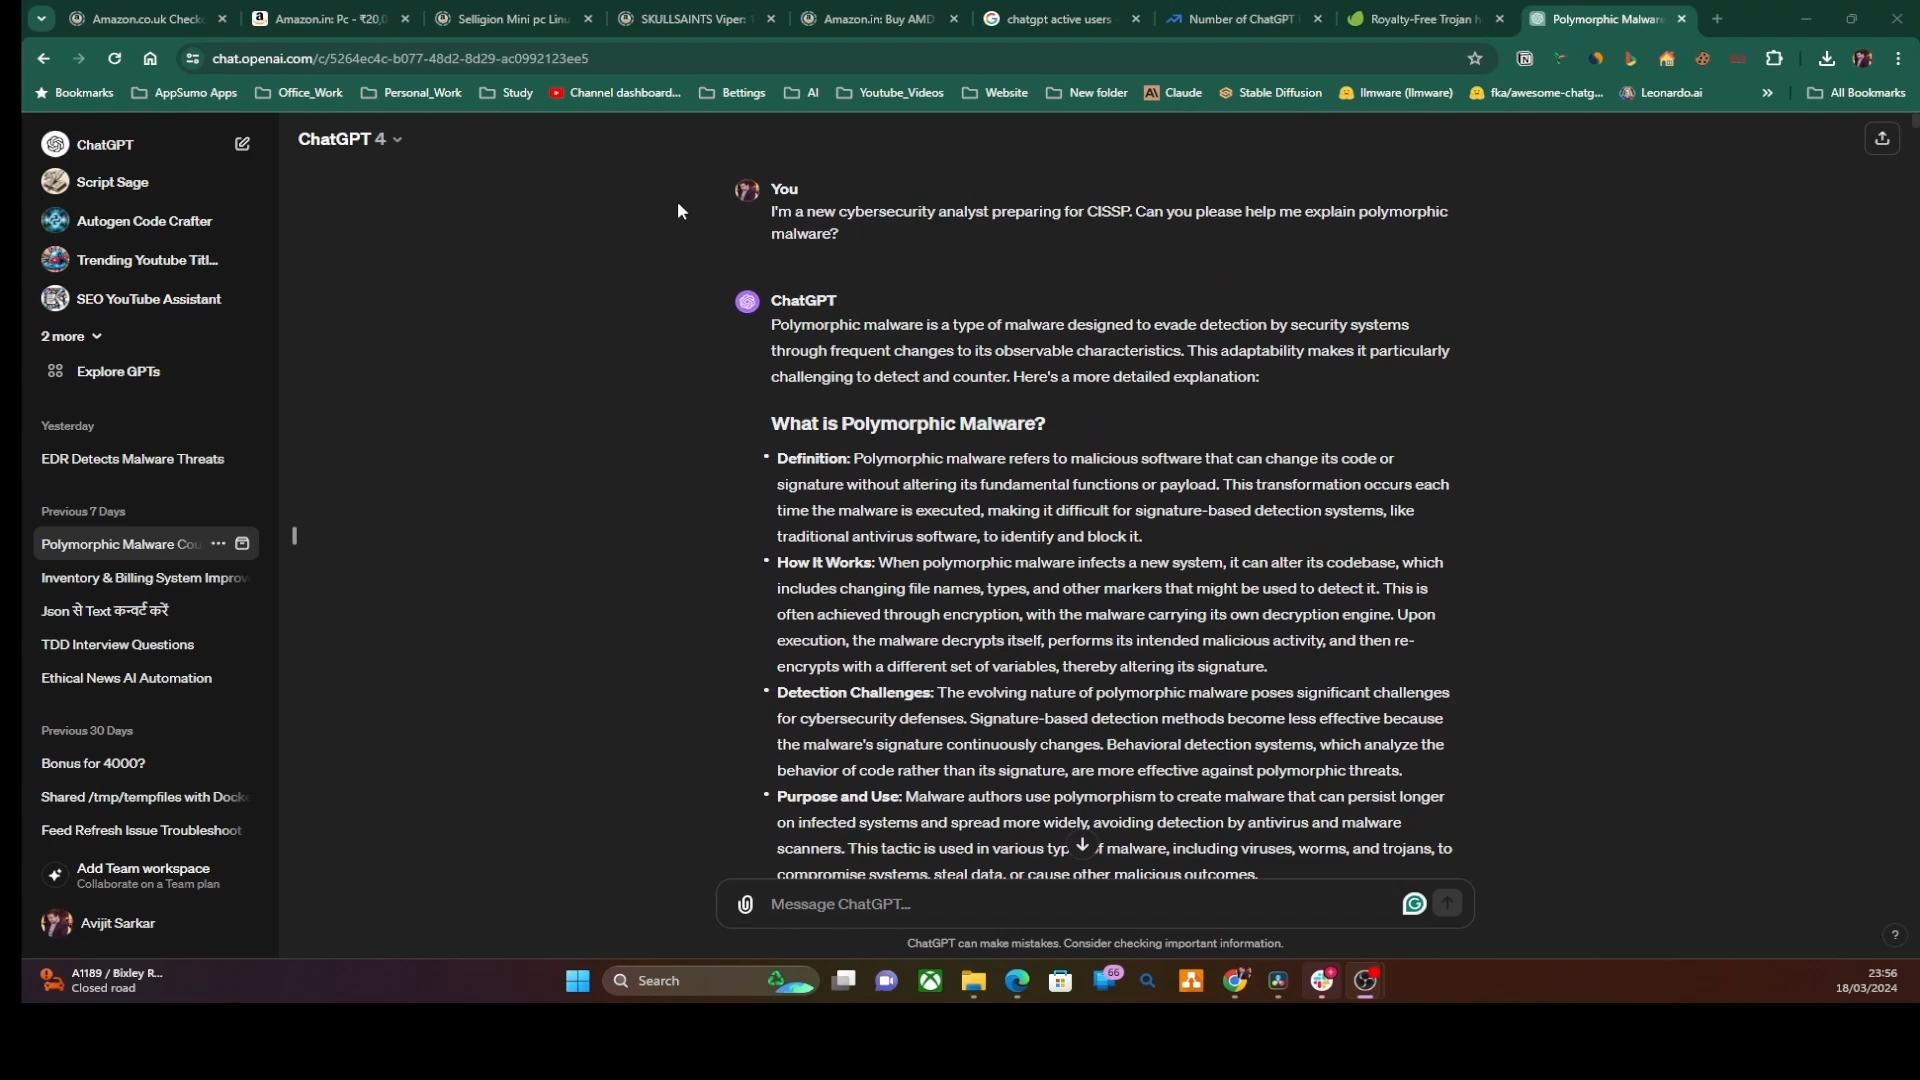 Amazon.co.uk Checko
Amazon.in: Pc - ₹20,0
Selligion Mini pc Linu
SKULLSAINTS Viper:
Amazon.in: Buy AMD
chatgpt active users -
Number of ChatGPT
Royalty-Free Trojan h
Polymorphic Malware
chat.openai.com/c/5264ec4c-b077-48d2-8d29-ac0992123ee5
Bookmarks
AppSumo Apps
Office_Work
Personal_Work
Study
Channel dashboard...
Bettings
AI
Youtube_Videos
Website
New folder
Claude
Stable Diffusion
llmware (llmware)
fka/awesome-chatg...
Leonardo.ai
All Bookmarks
ChatGPT
Script Sage
Autogen Code Crafter
Trending Youtube Titl...
SEO YouTube Assistant
2 more
Explore GPTs
Yesterday
EDR Detects Malware Threats
Previous 7 Days
Polymorphic Malware Cou
Inventory & Billing System Improv
Json से Text कन्वर्ट करें
TDD Interview Questions
Ethical News AI Automation
Previous 30 Days
Bonus for 4000?
Shared /tmp/tempfiles with Docke
Feed Refresh Issue Troubleshoot
Add Team workspace
Collaborate on a Team plan
Avijit Sarkar
ChatGPT 4
You
I'm a new cybersecurity analyst preparing for CISSP. Can you please help me explain polymorphic
malware?
ChatGPT
Polymorphic malware is a type of malware designed to evade detection by security systems
through frequent changes to its observable characteristics. This adaptability makes it particularly
challenging to detect and counter. Here's a more detailed explanation:
What is Polymorphic Malware?
• Definition: Polymorphic malware refers to malicious software that can change its code or
signature without altering its fundamental functions or payload. This transformation occurs each
time the malware is executed, making it difficult for signature-based detection systems, like
traditional antivirus software, to identify and block it.
• How It Works: When polymorphic malware infects a new system, it can alter its codebase, which
includes changing file names, types, and other markers that might be used to detect it. This is
often achieved through encryption, with the malware carrying its own decryption engine. Upon
execution, the malware decrypts itself, performs its intended malicious activity, and then re-
encrypts with a different set of variables, thereby altering its signature.
• Detection Challenges: The evolving nature of polymorphic malware poses significant challenges
for cybersecurity defenses. Signature-based detection methods become less effective because
the malware's signature continuously changes. Behavioral detection systems, which analyze the
behavior of code rather than its signature, are more effective against polymorphic threats.
• Purpose and Use: Malware authors use polymorphism to create malware that can persist longer
on infected systems and spread more widely, avoiding detection by antivirus and malware
scanners. This tactic is used in various typ f malware, including viruses, worms, and trojans, to
compromise systems, steal data, or cause other malicious outcomes.
Message ChatGPT...
ChatGPT can make mistakes. Consider checking important information.
?
A1189 / Bixley R...
Closed road
Search
66
23:56
18/03/2024